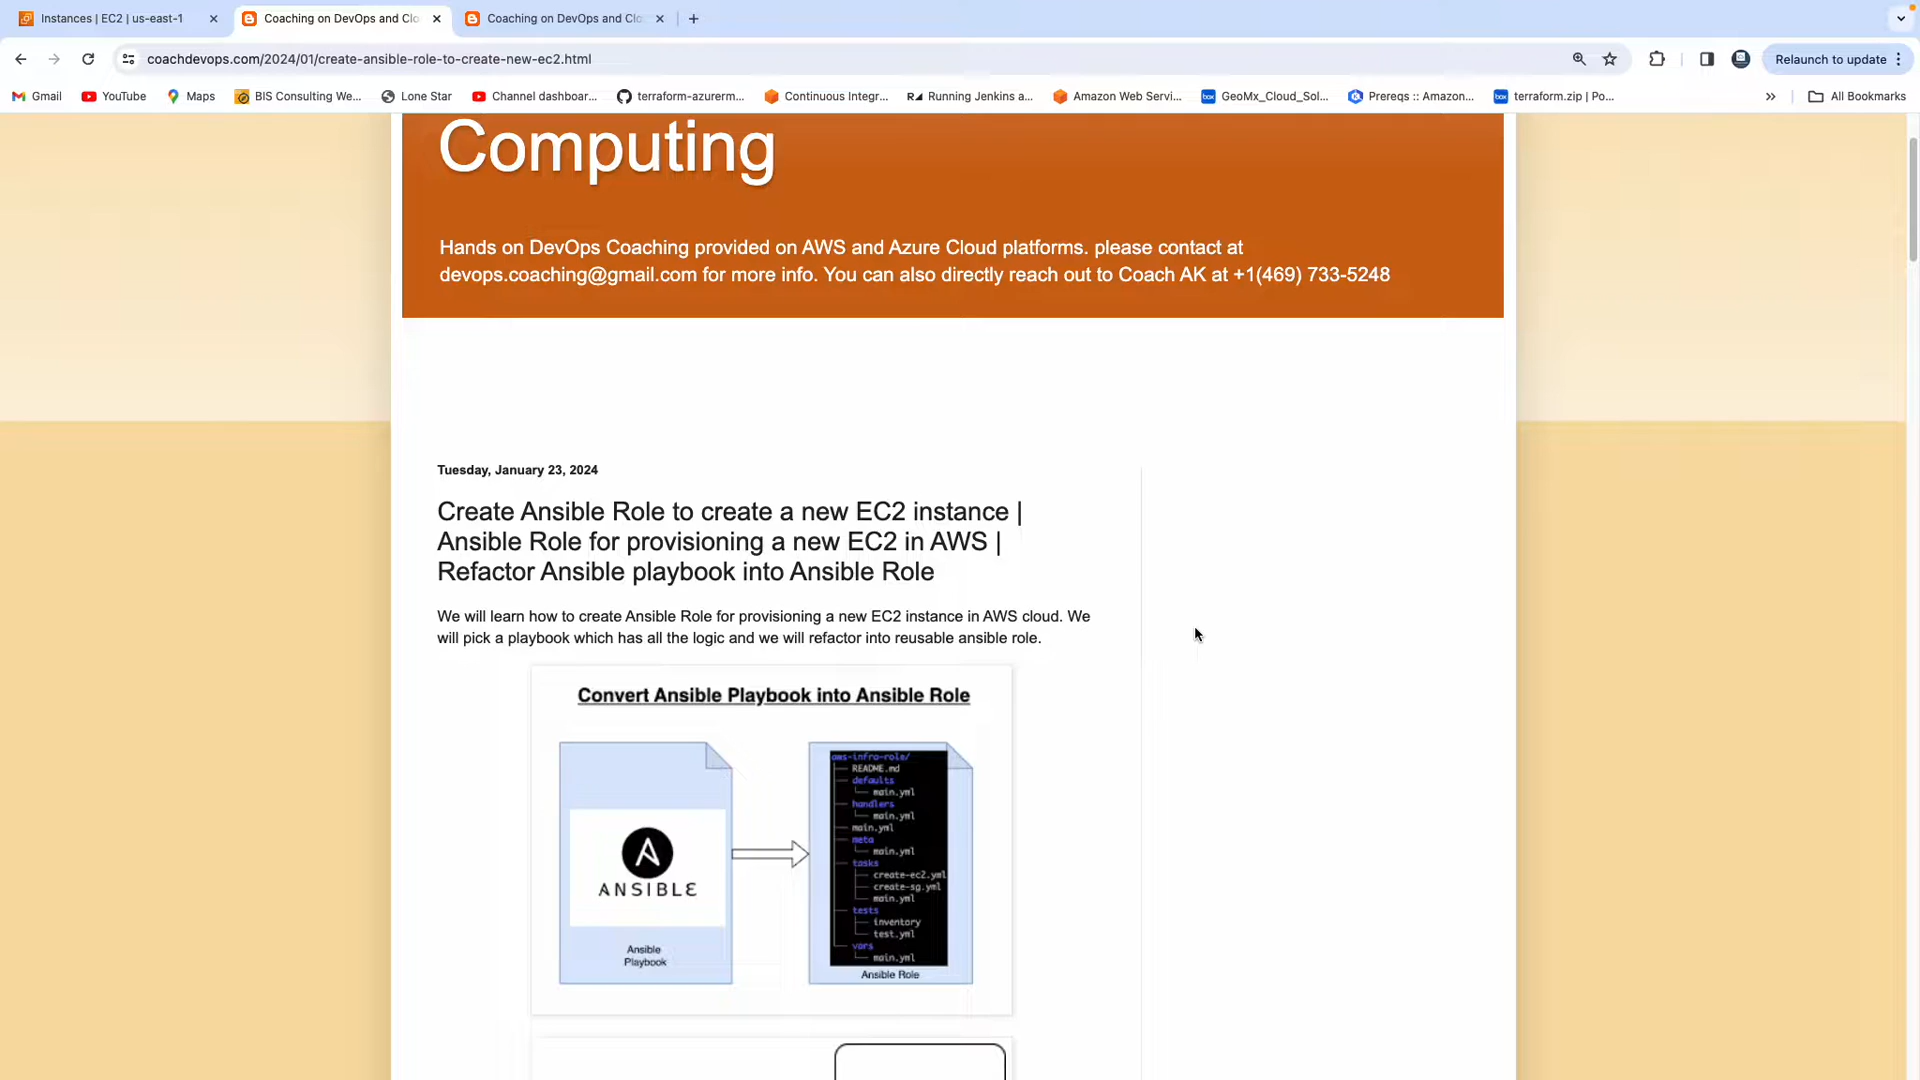 Instances | EC2 | us-east-1
Coaching on DevOps and Clo
Coaching on DevOps and Clo
coachdevops.com/2024/01/create-ansible-role-to-create-new-ec2.html
Relaunch to update
Gmail
YouTube
Maps
BIS Consulting We...
Lone Star
Channel dashboar...
terraform-azurerm...
Continuous Integr...
Running Jenkins a...
Amazon Web Servi...
GeoMx_Cloud_Sol...
Prereqs :: Amazon...
terraform.zip | Po...
All Bookmarks
Computing
Hands on DevOps Coaching provided on AWS and Azure Cloud platforms. please contact at
devops.coaching@gmail.com for more info. You can also directly reach out to Coach AK at +1(469) 733-5248
Tuesday, January 23, 2024
Create Ansible Role to create a new EC2 instance |
Ansible Role for provisioning a new EC2 in AWS |
Refactor Ansible playbook into Ansible Role
We will learn how to create Ansible Role for provisioning a new EC2 instance in AWS cloud. We
will pick a playbook which has all the logic and we will refactor into reusable ansible role.
Convert Ansible Playbook into Ansible Role
ANSIBLE
Ansible
Playbook
aws-infra-role/
README.md
defaults
main.yml
handlers
main.yml
main.yml
meta
main.yml
tasks
create-ec2.yml
create-sg.yml
main.yml
tests
inventory
test.yml
vars
main.yml
Ansible Role